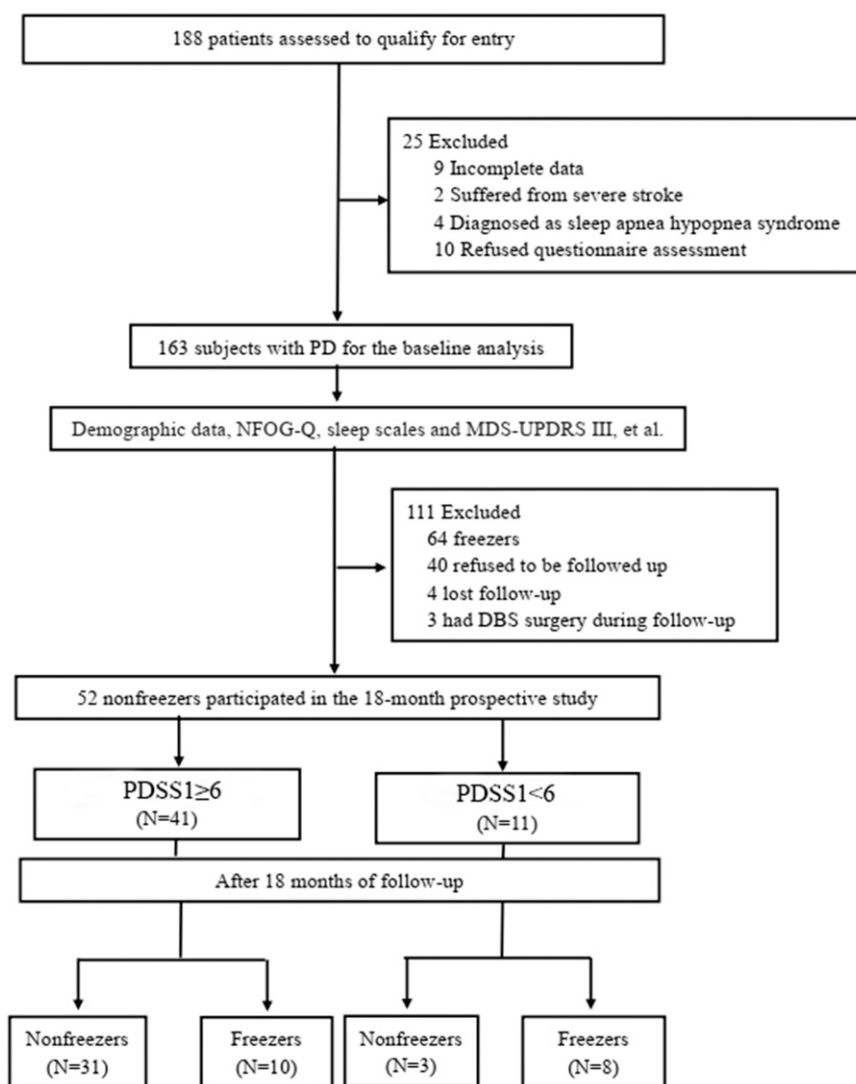 188 patients assessed to qualify for entry
25 Excluded
9 Incomplete data
2 Suffered from severe stroke
4 Diagnosed as sleep apnea hypopnea syndrome
10 Refused questionnaire assessment
163 subjects with PD for the baseline analysis
Demographic data, NFOG-Q, sleep scales and MDS-UPDRS III, et al.
111 Excluded
64 freezers
40 refused to be followed up
4 lost follow-up
3 had DBS surgery during follow-up
52 nonfreezers participated in the 18-month prospective study
PDSS1≥6
(N=41)
PDSS1<6
(N=11)
After 18 months of follow-up
Nonfreezers
(N=31)
Freezers
(N=10)
Nonfreezers
(N=3)
Freezers
(N=8)